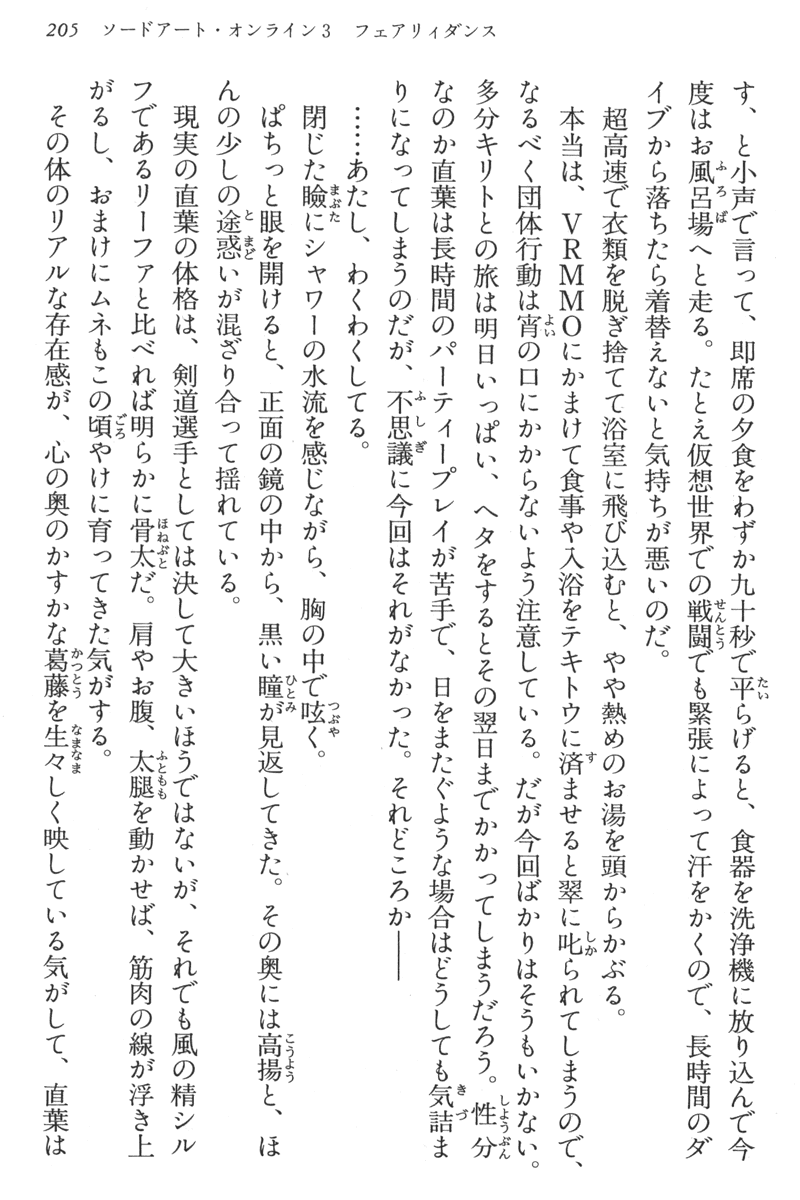 205 ソードアート・オンライン3 フェアリィダンス
す、と小声で言って、即席の夕食をわずか九十秒で平らげると、食器を洗浄機に放り込んで今
度はお風呂場へと走る。たとえ仮想世界での戦闘でも緊張によって汗をかくので、長時間のダ
イブから落ちたら着替えないと気持ちが悪いのだ。
超高速で衣類を脱ぎ捨てて浴室に飛び込むと、やや熱めのお湯を頭からかぶる。
本当は、VRMMOにかまけて食事や入浴をテキトウに済ませると翠に叱られてしまうので、
なるべく団体行動は宵の口にかからないよう注意している。だが今回ばかりはそうもいかない。
多分キリトとの旅は明日いっぱい、ヘタをするとその翌日までかかってしまうだろう。性分
なのか直葉は長時間のパーティープレイが苦手で、日をまたぐような場合はどうしても気詰ま
りになってしまうのだが、不思議に今回はそれがなかった。それどころか――
……あたし、わくわくしてる。
閉じた瞼にシャワーの水流を感じながら、胸の中で呟く。
ぱちっと眼を開けると、正面の鏡の中から、黒い瞳が見返してきた。その奥には高揚と、ほ
んの少しの途惑いが混ざり合って揺れている。
現実の直葉の体格は、剣道選手としては決して大きいほうではないが、それでも風の精シル
フであるリーファと比べれば明らかに骨太だ。肩やお腹、太腿を動かせば、筋肉の線が浮き上
がるし、おまけにムネもこの頃やけに育ってきた気がする。
その体のリアルな存在感が、心の奥のかすかな葛藤を生々しく映している気がして、直葉は